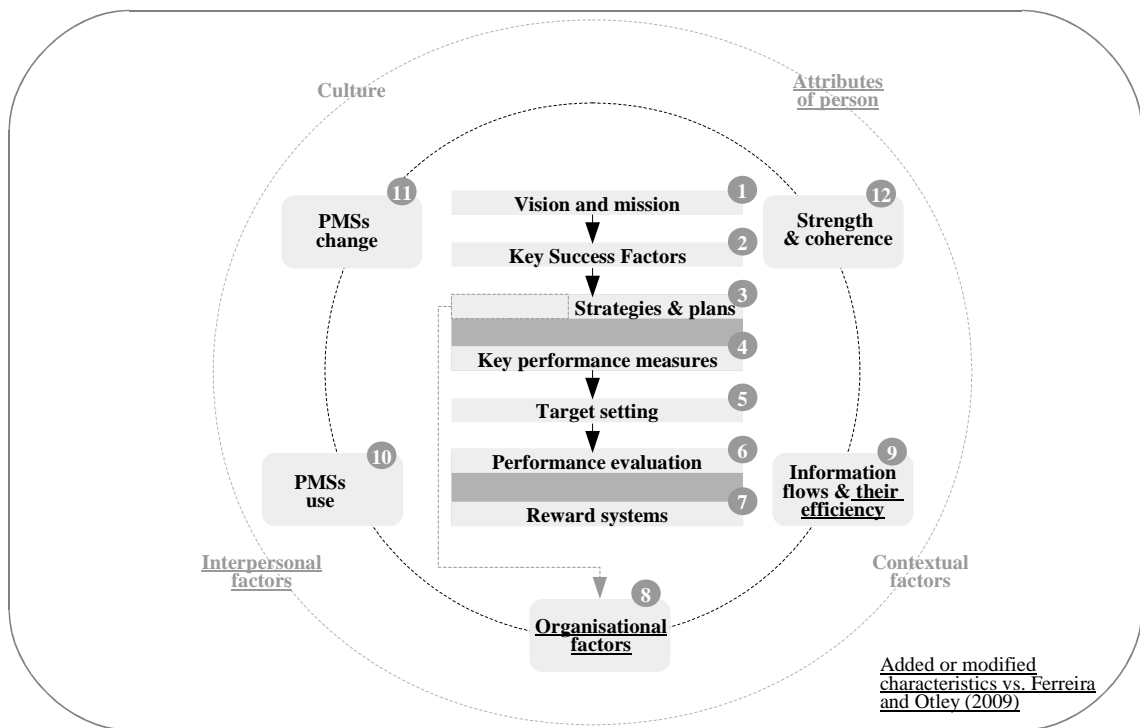 Culture
Attributes
of person
11
PMSs
change
1
Vision and mission
2
Key Success Factors
3
Strategies & plans
4
Key performance measures
5
Target setting
6
Performance evaluation
7
Reward systems
12
Strength
& coherence
10
PMSs
use
9
Information
flows & their
efficiency
Interpersonal
factors
Contextual
factors
8
Organisational
factors
Added or modified
characteristics vs. Ferreira
and Otley (2009)